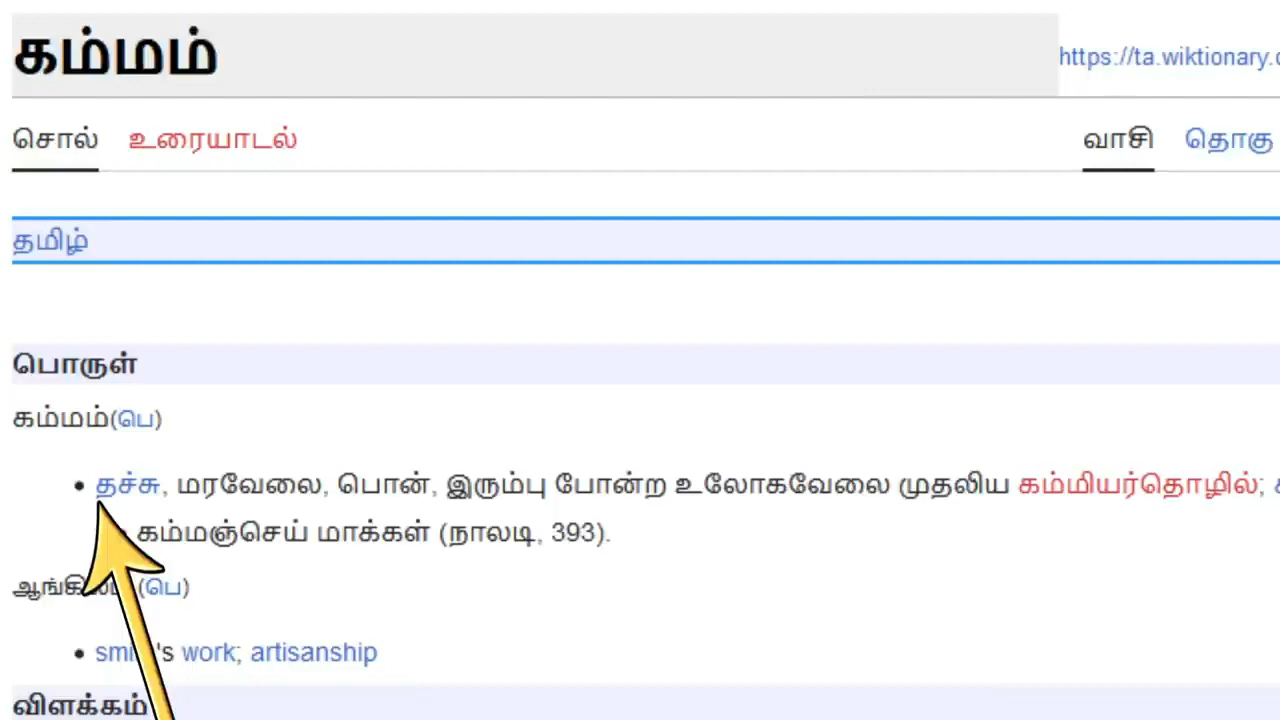 கம்மம் https://ta.wiktionary.
சொல் உரையாடல் வாசி தொகு
தமிழ்
பொருள்
கம்மம்(பெ)
• தச்சு, மரவேலை, பொன், இரும்பு போன்ற உலோகவேலை முதலிய கம்மியர்தொழில்;
கம்மஞ்செய் மாக்கள் (நாலடி, 393).
(பெ)
• work; artisanship
விளக்கம்